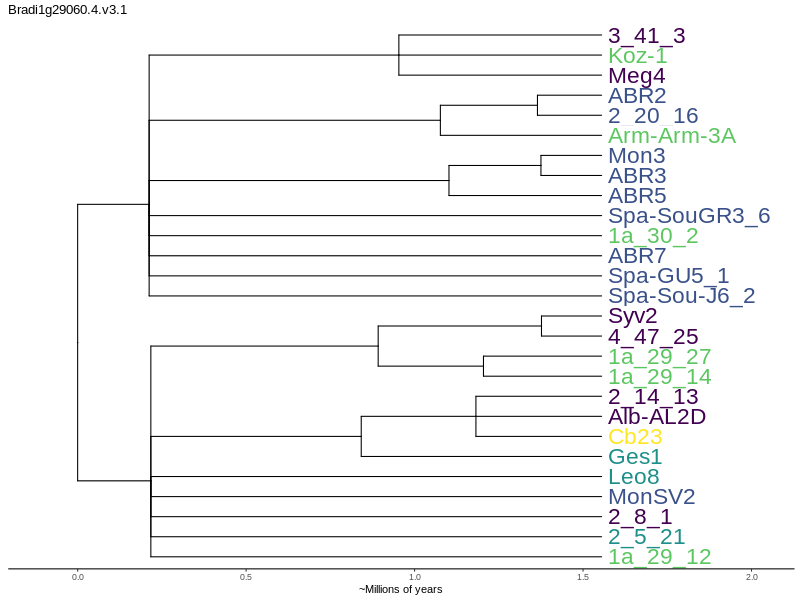 Bradi1g29060.4.v3.1
3_41_3
Koz-1
Meg4
ABR2
2_20_16
Arm-Arm-3A
Mon3
ABR3
ABR5
Spa-SouGR3_6
1a_30_2
ABR7
Spa-GU5_1
Spa-Sou-J6_2
Syv2
4_47_25
1a_29_27
1a_29_14
2_14_13
Alb-AL2D
Cb23
Ges1
Leo8
MonSV2
2_8_1
2_5_21
1a_29_12
0.0 0.5 1.0 1.5 2.0
~Millions of years